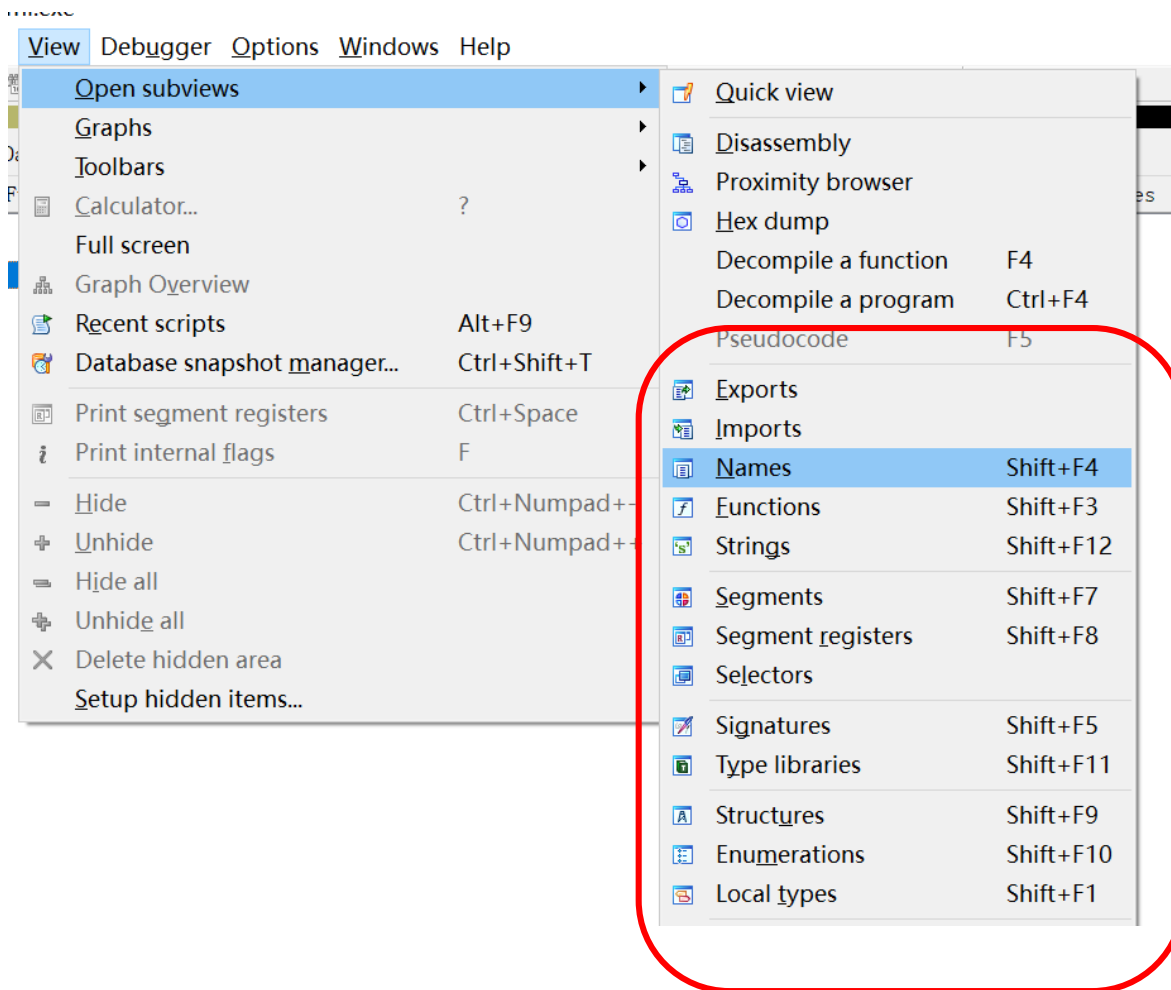 View Debugger Options Windows Help
Open subviews
Graphs
Toolbars
Calculator... ?
Full screen
Graph Overview
Recent scripts Alt+F9
Database snapshot manager... Ctrl+Shift+T
Print segment registers Ctrl+Space
Print internal flags F
Hide Ctrl+Numpad+-
Unhide Ctrl+Numpad++
Hide all
Unhide all
Delete hidden area
Setup hidden items...
Quick view
Disassembly
Proximity browser
Hex dump
Decompile a function F4
Decompile a program Ctrl+F4
Pseudocode F5
Exports
Imports
Names Shift+F4
Functions Shift+F3
Strings Shift+F12
Segments Shift+F7
Segment registers Shift+F8
Selectors
Signatures Shift+F5
Type libraries Shift+F11
Structures Shift+F9
Enumerations Shift+F10
Local types Shift+F1